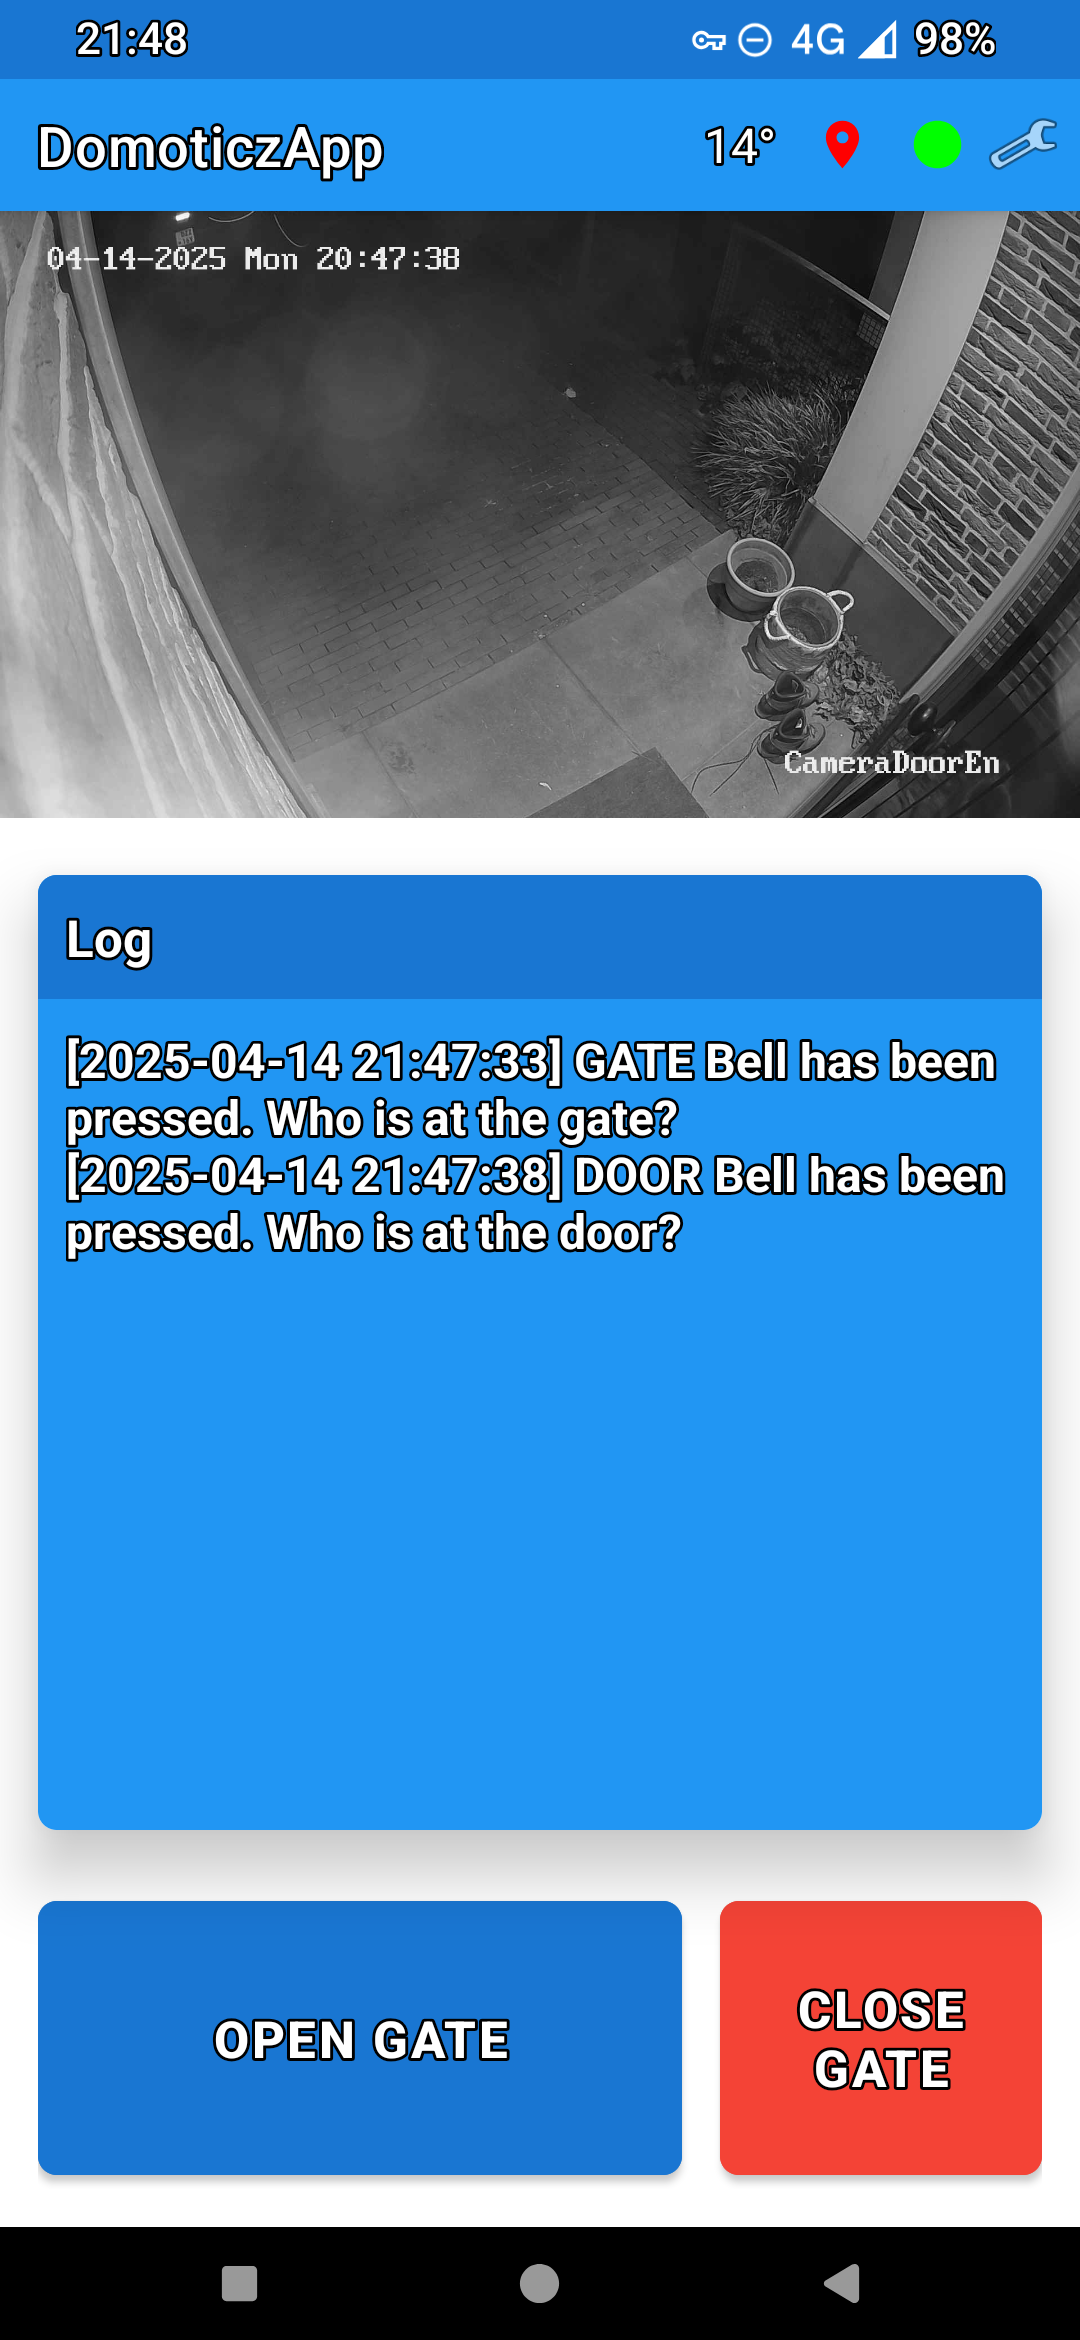 21:48 4G 98%
DomoticzApp 14°
04-14-2025 Mon 20:47:38
CameraDoorEn
Log
[2025-04-14 21:47:33] GATE Bell has been
pressed. Who is at the gate?
[2025-04-14 21:47:38] DOOR Bell has been
pressed. Who is at the door?
OPEN GATE
CLOSE
GATE